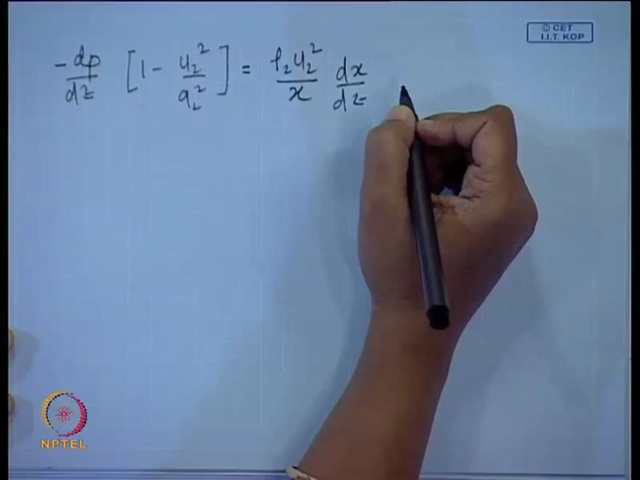 © CET
I.I.T. KGP
-dp/dz [1 - u₂²/a₂²] = ρ₂u₂²/x dx/dz
NPTEL